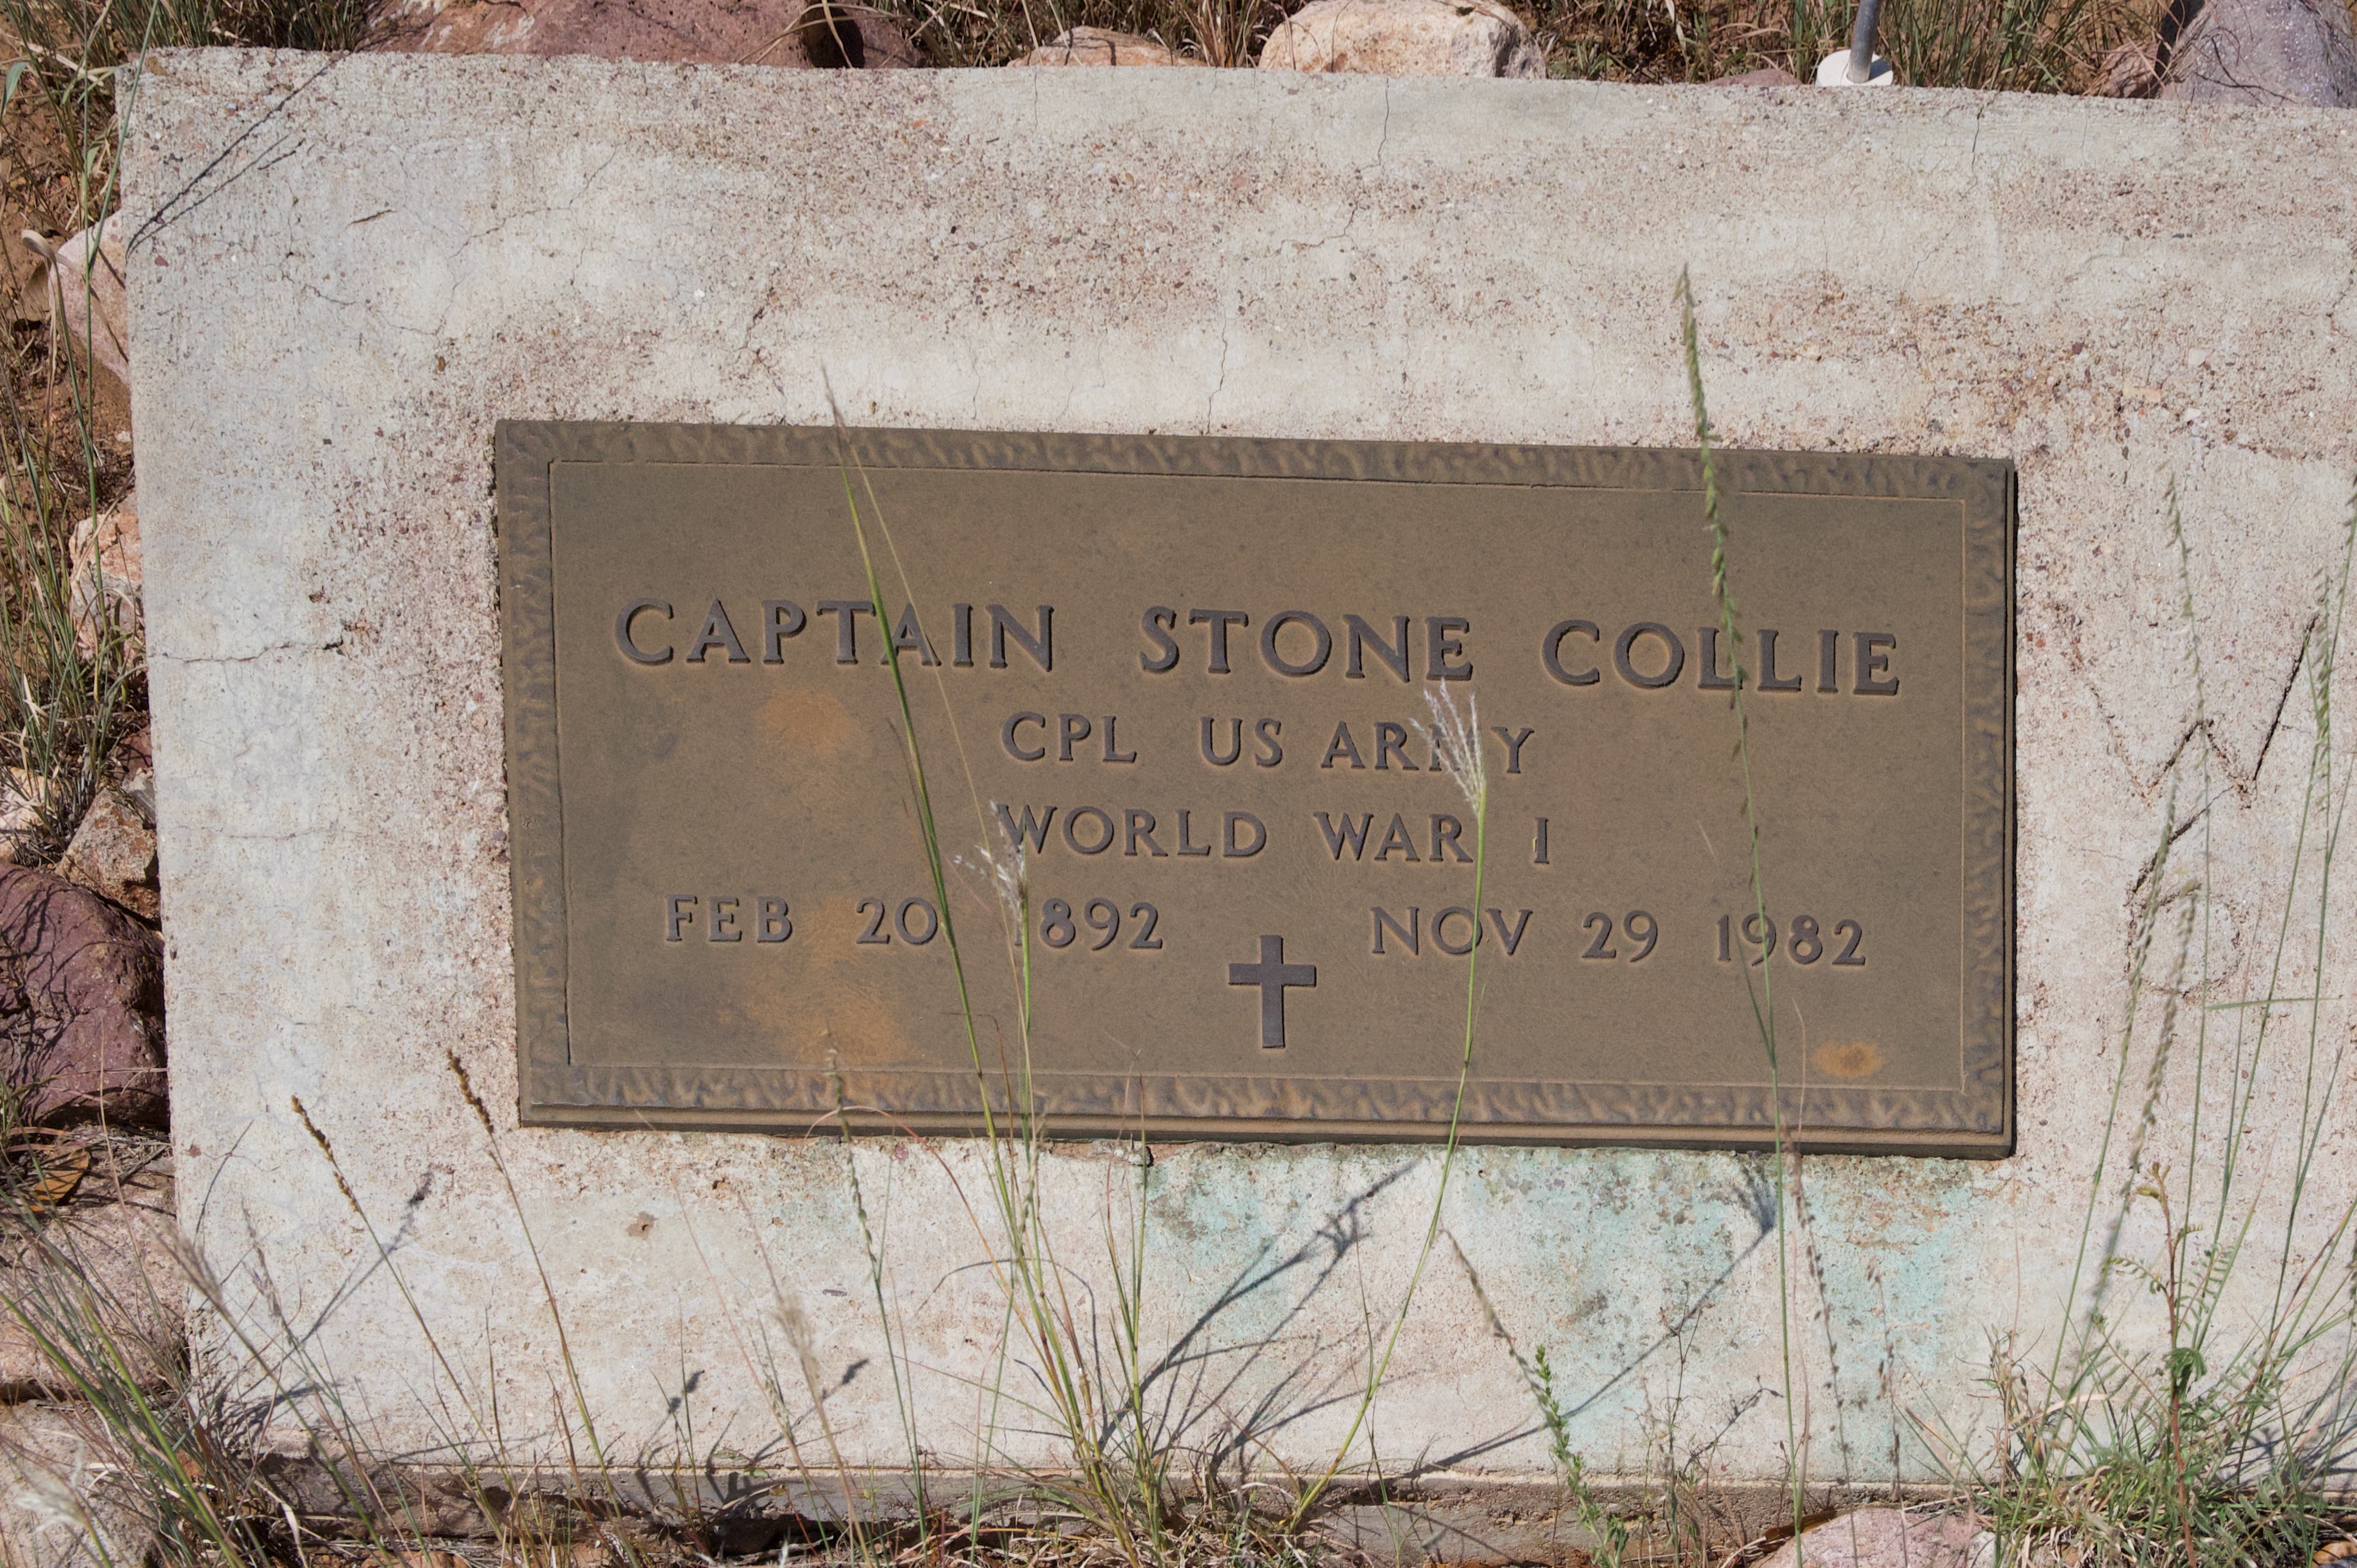 CAPTAIN STONE COLLIE
CPL US ARMY
WORLD WAR I
FEB 20 1892 NOV 29 1982